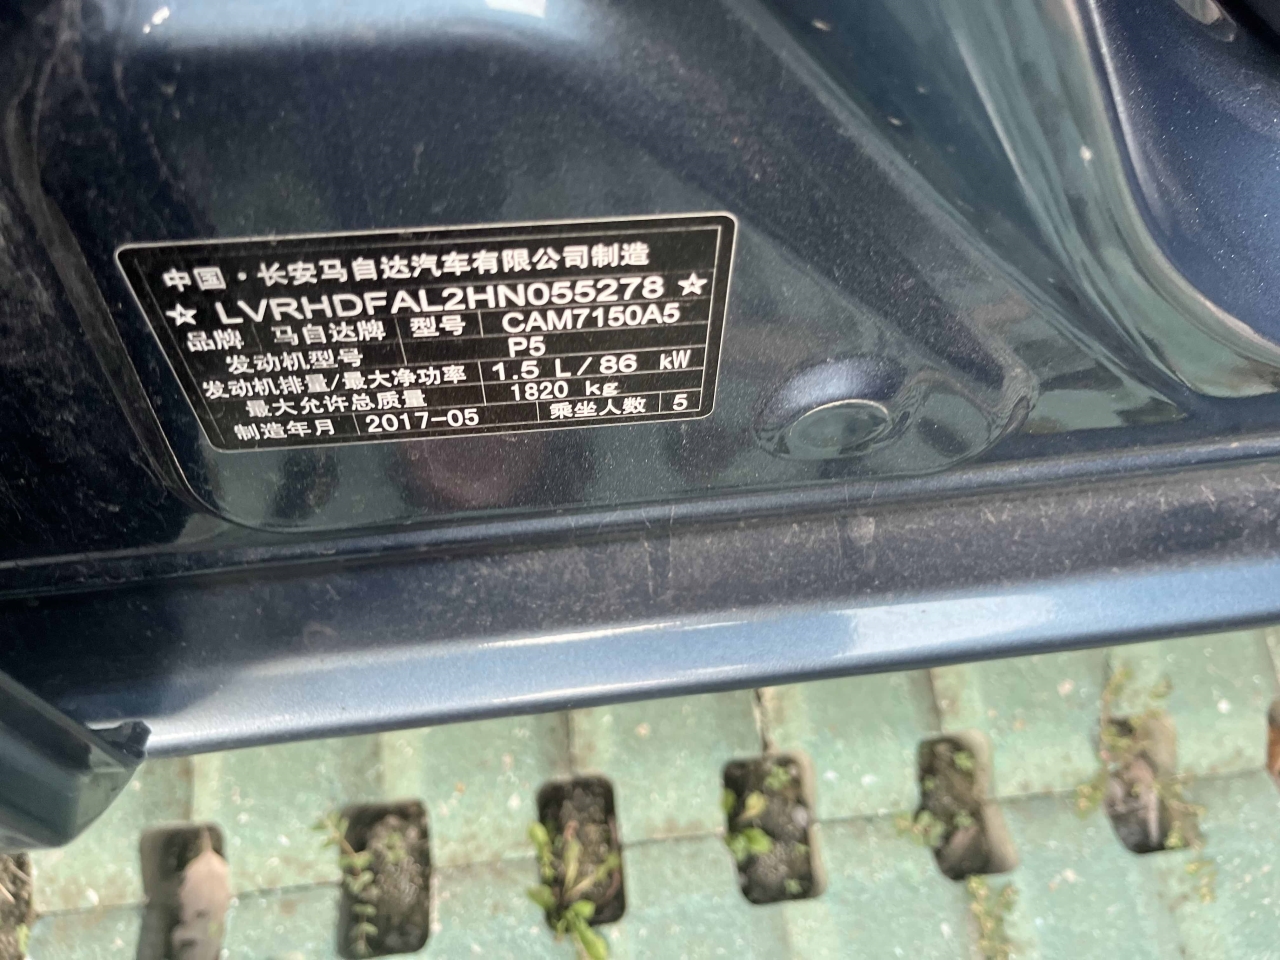 中国·长安马自达汽车有限公司制造
☆ LVRHDFAL2HN055278 ☆
品牌 马自达牌 型号 CAM7150A5
发动机型号 P5
发动机排量/最大净功率 1.5 L/86 kW
最大允许总质量 1820 kg
制造年月 2017-05 乘坐人数 5